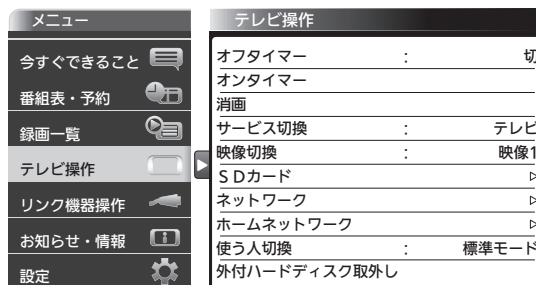 メニュー
今すぐできること
番組表・予約
録画一覧
テレビ操作
リンク機器操作
お知らせ・情報
設定
テレビ操作
オフタイマー : 切
オンタイマー
消画
サービス切換 : テレビ
映像切換 : 映像1
SDカード
ネットワーク
ホームネットワーク
使う人切換 : 標準モード
外付ハードディスク取外し